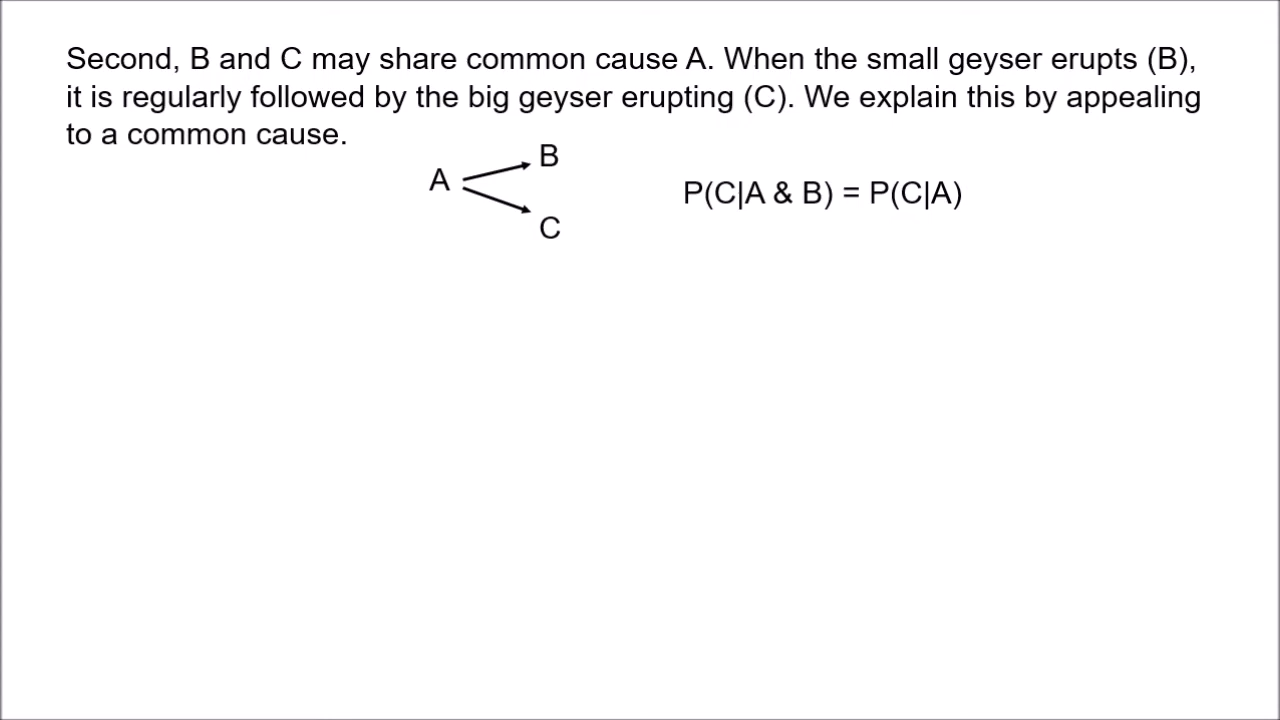 Second, B and C may share common cause A. When the small geyser erupts (B),
it is regularly followed by the big geyser erupting (C). We explain this by appealing
to a common cause.
B
A
P(C|A & B) = P(C|A)
C